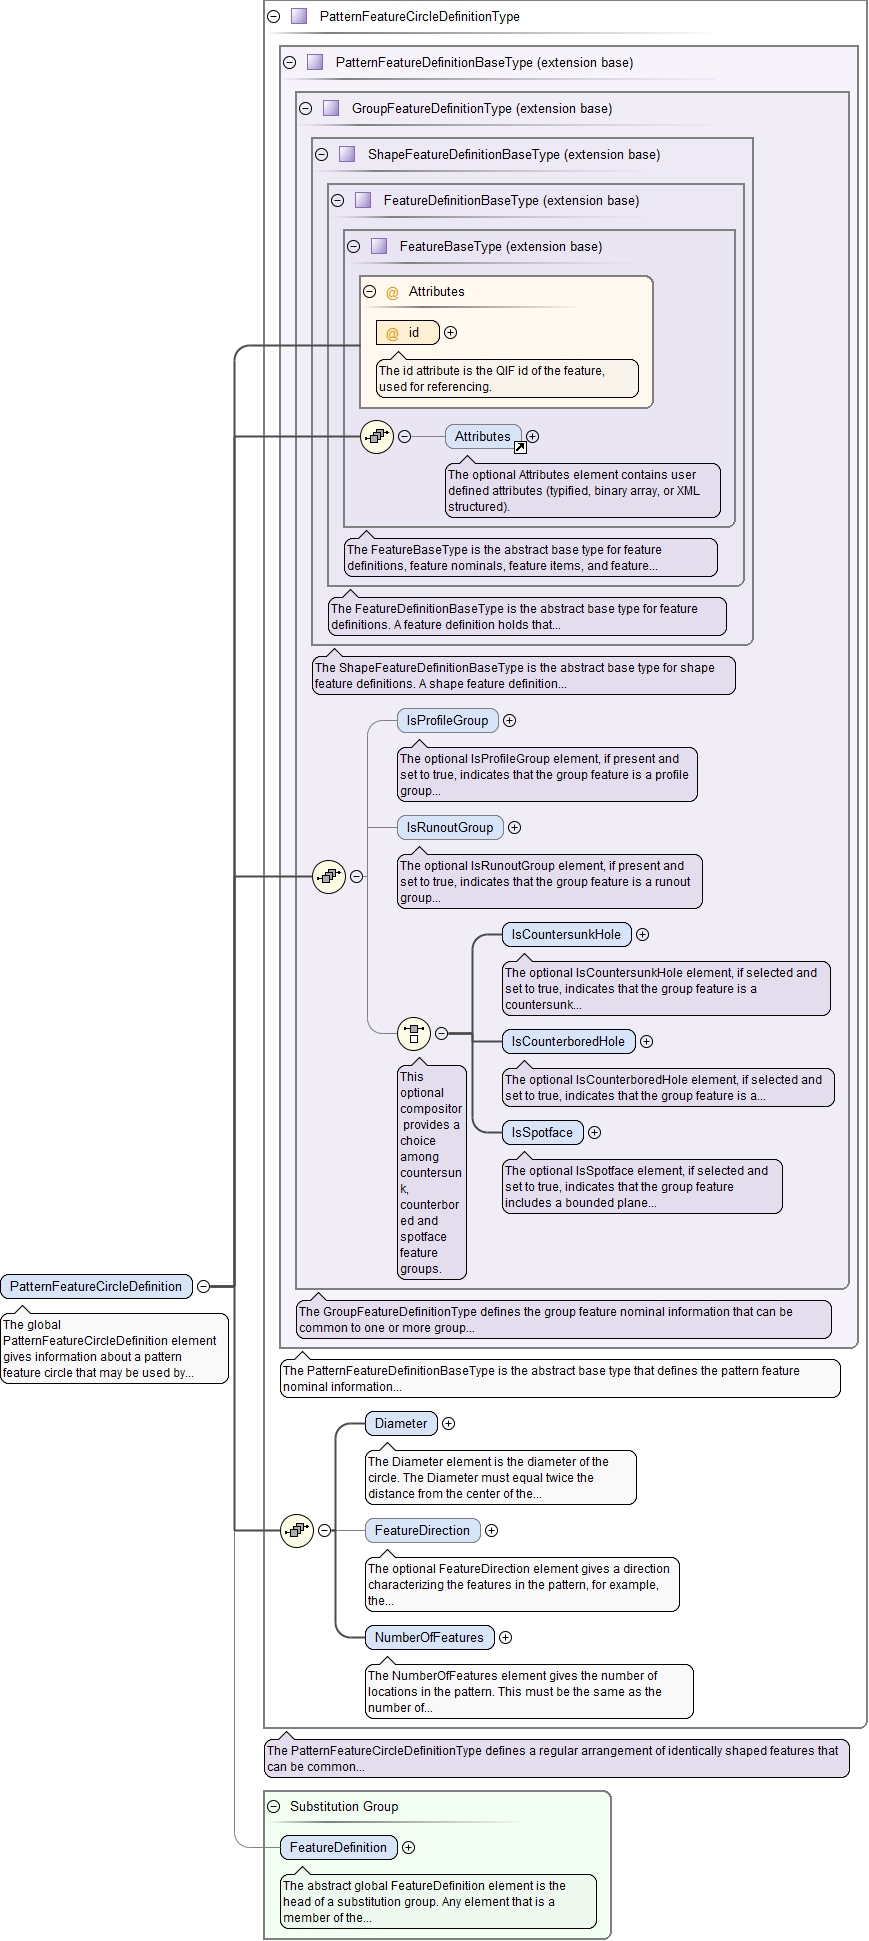 PatternFeatureCircleDefinitionType
PatternFeatureDefinitionBaseType (extension base)
GroupFeatureDefinitionType (extension base)
ShapeFeatureDefinitionBaseType (extension base)
FeatureDefinitionBaseType (extension base)
FeatureBaseType (extension base)
@ Attributes
@ id
The id attribute is the QIF id of the feature,
used for referencing.
Attributes
The optional Attributes element contains user
defined attributes (typified, binary array, or XML
structured).
The FeatureBaseType is the abstract base type for feature
definitions, feature nominals, feature items, and feature...
The FeatureDefinitionBaseType is the abstract base type for feature
definitions. A feature definition holds that...
The ShapeFeatureDefinitionBaseType is the abstract base type for shape
feature definitions. A shape feature definition...
IsProfileGroup
The optional IsProfileGroup element, if present and
set to true, indicates that the group feature is a profile
group...
IsRunoutGroup
The optional IsRunoutGroup element, if present and
set to true, indicates that the group feature is a runout
group...
IsCountersunkHole
The optional IsCountersunkHole element, if selected and
set to true, indicates that the group feature is a
countersunk...
IsCounterboredHole
The optional IsCounterboredHole element, if selected and
set to true, indicates that the group feature is a...
IsSpotface
The optional IsSpotface element, if selected and
set to true, indicates that the group feature
includes a bounded plane...
This
optional
compositor
provides a
choice
among
countersun
k,
counterbor
ed and
spotface
feature
groups.
PatternFeatureCircleDefinition
The global
PatternFeatureCircleDefinition element
gives information about a pattern
feature circle that may be used by...
The GroupFeatureDefinitionType defines the group feature nominal information that can be
common to one or more group...
The PatternFeatureDefinitionBaseType is the abstract base type that defines the pattern feature
nominal information...
Diameter
The Diameter element is the diameter of the
circle. The Diameter must equal twice the
distance from the center of the...
FeatureDirection
The optional FeatureDirection element gives a direction
characterizing the features in the pattern, for example,
the...
NumberOfFeatures
The NumberOfFeatures element gives the number of
locations in the pattern. This must be the same as the
number of...
The PatternFeatureCircleDefinitionType defines a regular arrangement of identically shaped features that
can be common...
Substitution Group
FeatureDefinition
The abstract global FeatureDefinition element is the
head of a substitution group. Any element that is a
member of the...